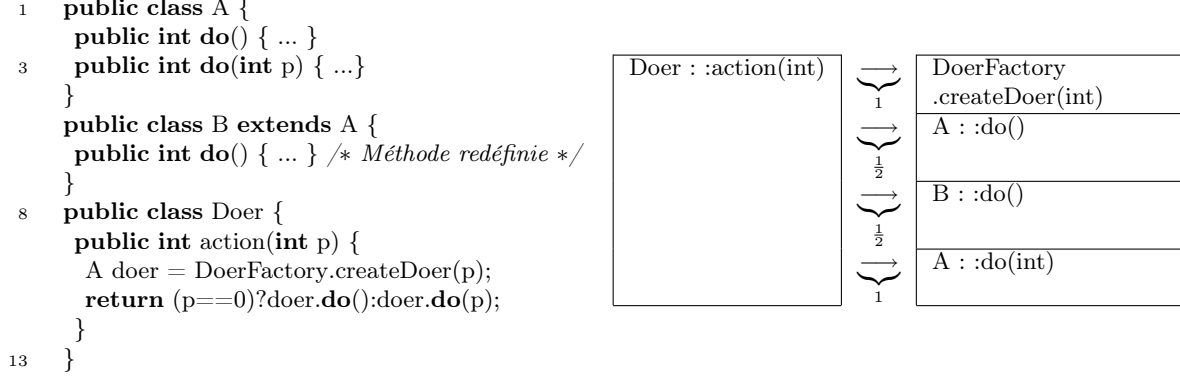 1 public class A {
public int do() { ... }
3 public int do(int p) { ...}
}
public class B extends A {
public int do() { ... } /* Méthode redéfinie */
}
8 public class Doer {
public int action(int p) {
A doer = DoerFactory.createDoer(p);
return (p==0)?doer.do():doer.do(p);
}
13 }
Doer : :action(int)
⟶ 1
DoerFactory
.createDoer(int)
⟶ 1/2
A : :do()
⟶ 1/2
B : :do()
⟶ 1
A : :do(int)